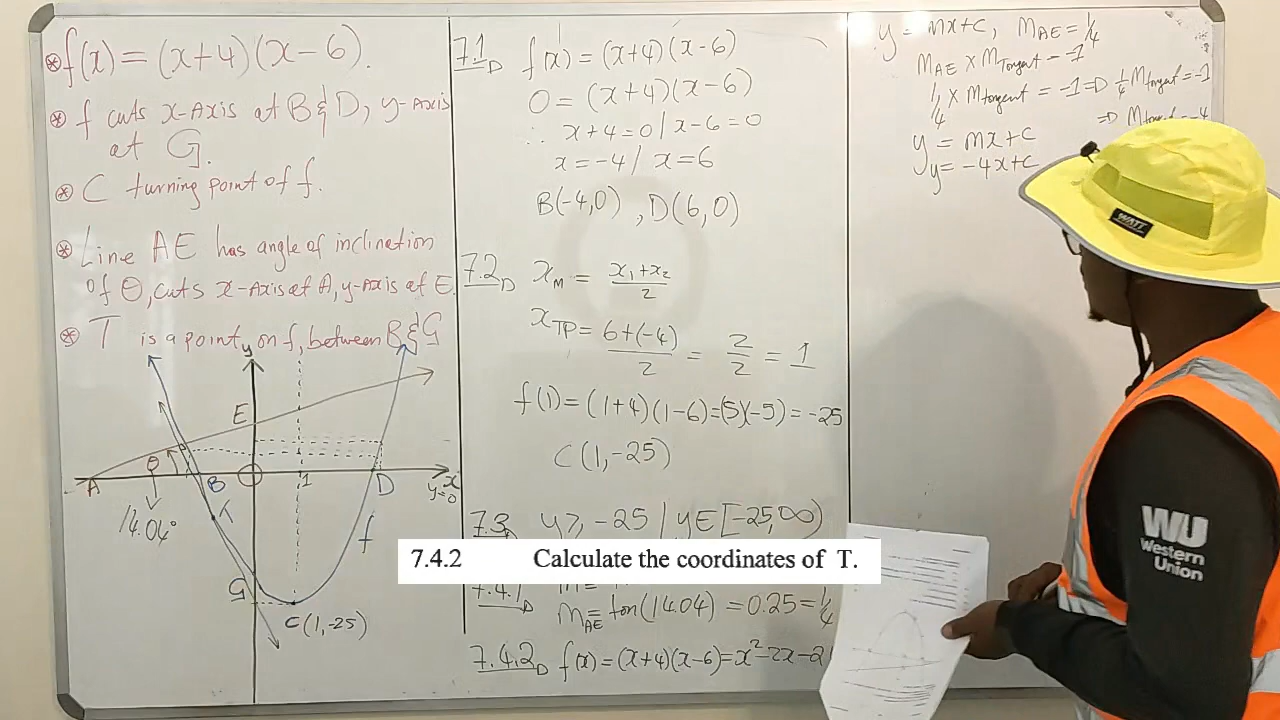 ⊛f(x) = (x+4)(x-6).
⊛ f cuts x-Axis at B & D, y-Axis
at G.
⊛ C turning point of f.
⊛ Line AE has angle of inclination
of θ, cuts x-Axis at A, y-Axis at E.
⊛ T is a point on f, between B & G
y
E
θ
A
B
1
D
x
y=0
14.04°
T
f
G
C(1,-25)
7.1 f(x) = (x+4)(x-6)
0 = (x+4)(x-6)
∴ x+4=0 / x-6=0
x=-4 / x=6
B(-4,0) , D(6,0)
7.2 x_M = x₁+x₂/2
x_TP = 6+(-4)/2 = 2/2 = 1
f(1) = (1+4)(1-6)=(5)(-5) = -25
C(1,-25)
7.3 y ≥ -25 / y∈[-25,∞)
7.4.2 Calculate the coordinates of T.
7.4.1
M_AE = tan(14.04) = 0.25 = 1/4
7.4.2 f(x) = (x+4)(x-6) = x²-2x-2
y = mx+c, M_AE = 1/4
M_AE × M_Tangent = -1
1/4 × M_tangent = -1 ⇒ 1/4 M_tangent = -1
⇒ M_tangent = -4
y = mx+c
y = -4x+c
WATT
WU
Western
Union